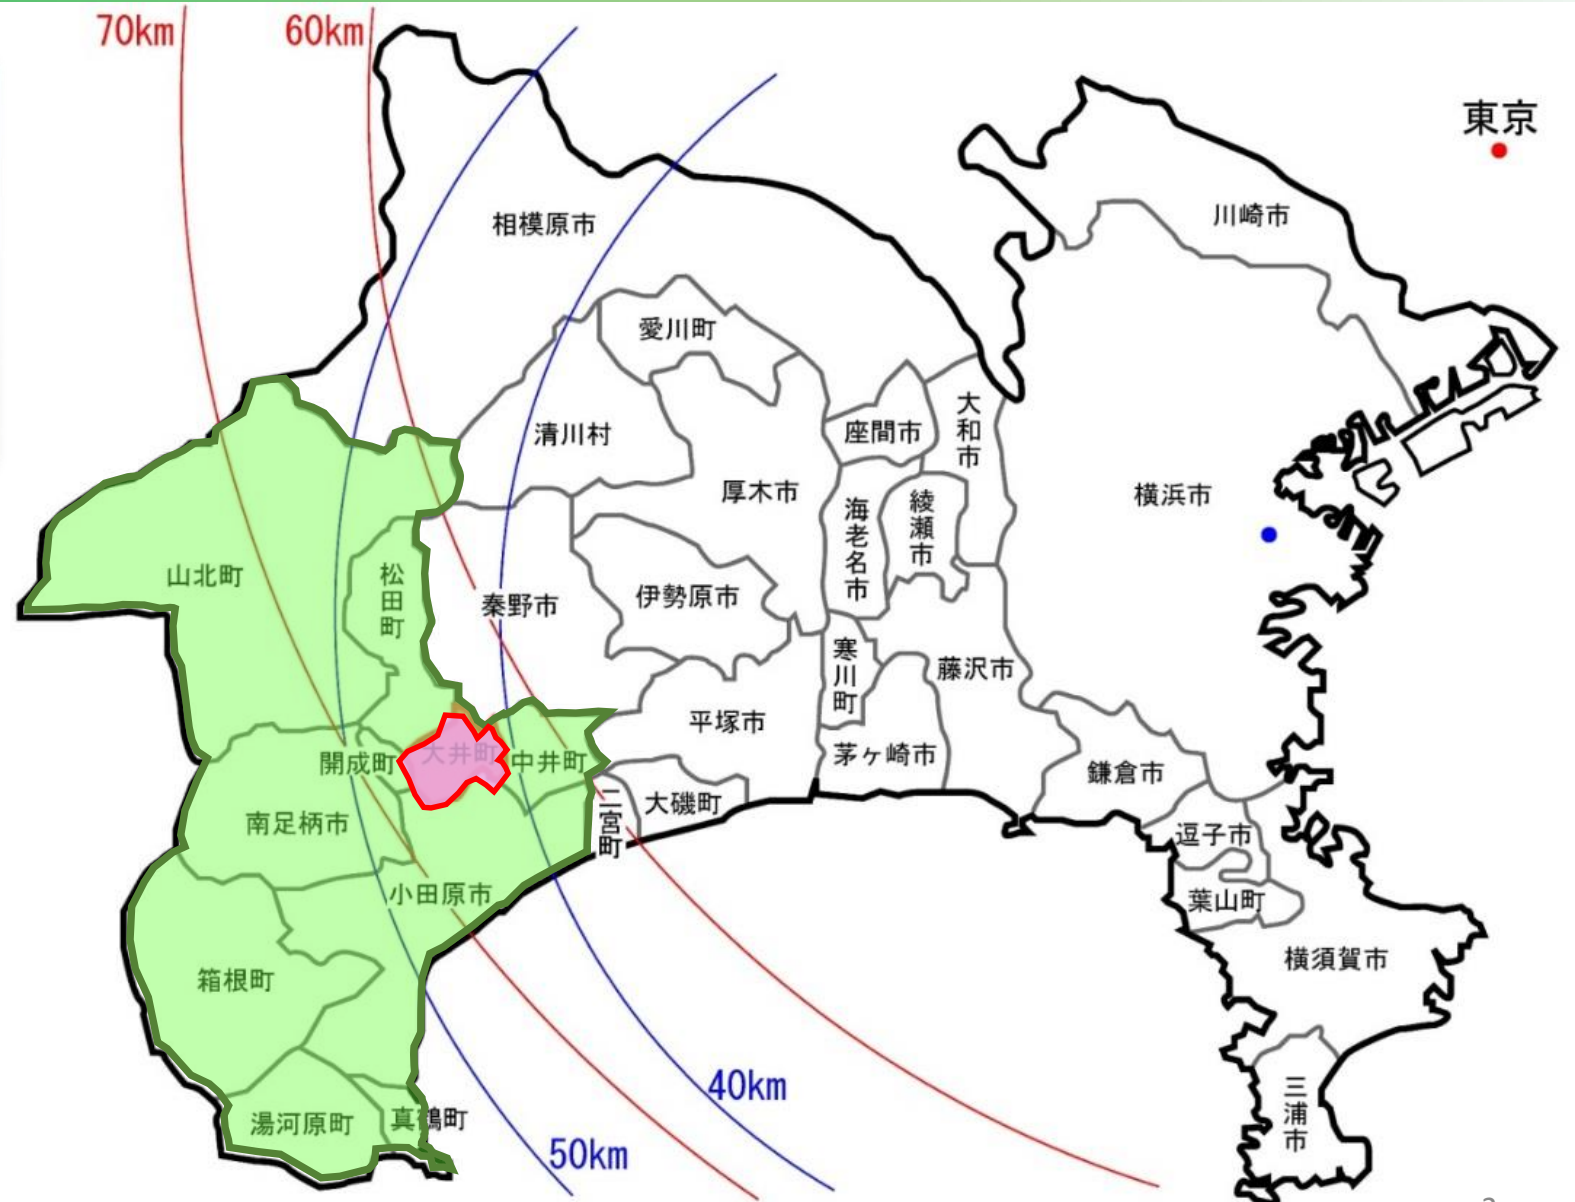 70km
60km
東京
相模原市
川崎市
愛川町
大和市
座間市
清川村
厚木市
横浜市
海老名市
綾瀬市
山北町
松田町
秦野市
伊勢原市
寒川町
藤沢市
平塚市
開成町
大井町
中井町
茅ヶ崎市
鎌倉市
二宮町
大磯町
南足柄市
逗子市
小田原市
葉山町
横須賀市
箱根町
40km
三浦市
湯河原町
真鶴町
50km